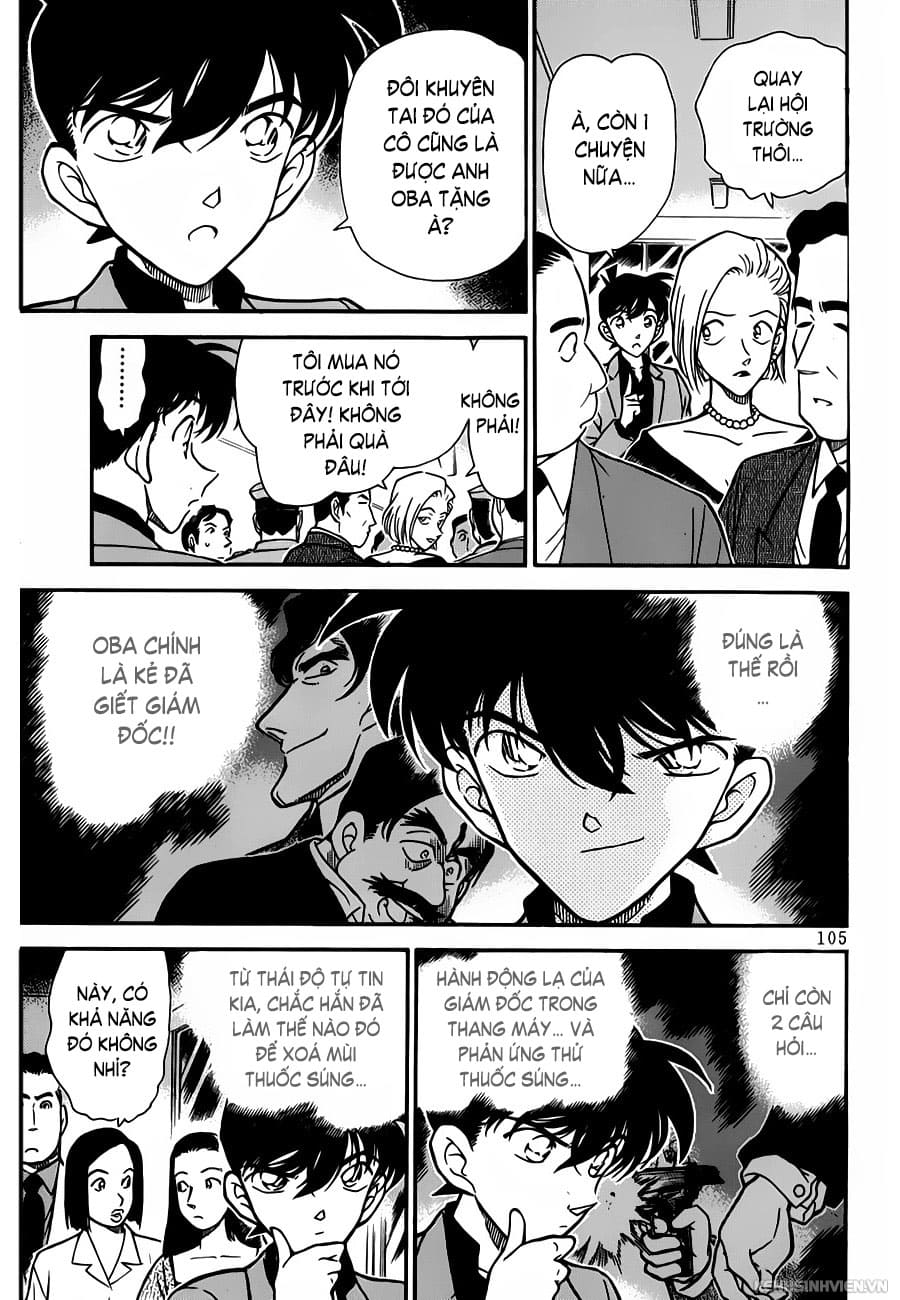 QUAY
LẠI HỘI
TRƯỜNG
THÔI...
À, CÒN 1
CHUYỆN
NỮA...
ĐÔI KHUYÊN
TAI ĐÓ CỦA
CÔ CŨNG LÀ
ĐƯỢC ANH
OBA TẶNG
À?
KHÔNG
PHẢI!
TÔI MUA NÓ
TRƯỚC KHI TỚI
ĐÂY! KHÔNG
PHẢI QUÀ
ĐÂU!
.........
ĐÚNG LÀ
THẾ RỒI
...
OBA CHÍNH
LÀ KẺ ĐÃ
GIẾT GIÁM
ĐỐC!!
105
CHỈ CÒN
2 CÂU
HỎI...
HÀNH ĐỘNG LẠ CỦA
GIÁM ĐỐC TRONG
THANG MÁY... VÀ
PHẢN ỨNG THỬ
THUỐC SÚNG...
TỪ THÁI ĐỘ TỰ TIN
KIA, CHẮC HẲN ĐÃ
LÀM THẾ NÀO ĐÓ
ĐỂ XOÁ MÙI
THUỐC SÚNG...
NÀY, CÓ
KHẢ NĂNG
ĐÓ KHÔNG
NHỈ?